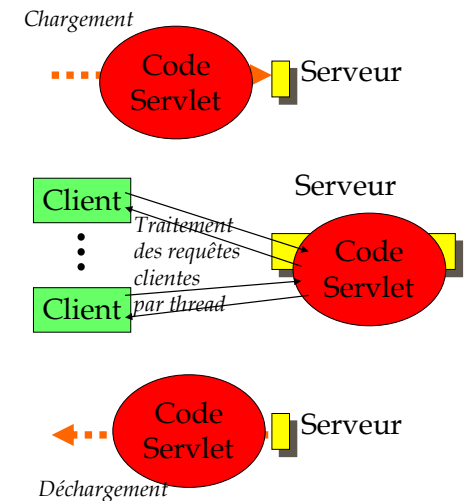 Chargement
Code
Servlet
Serveur
Serveur
Client
Traitement
des requêtes
clientes
par thread
Client
Code
Servlet
Code
Servlet
Serveur
Déchargement